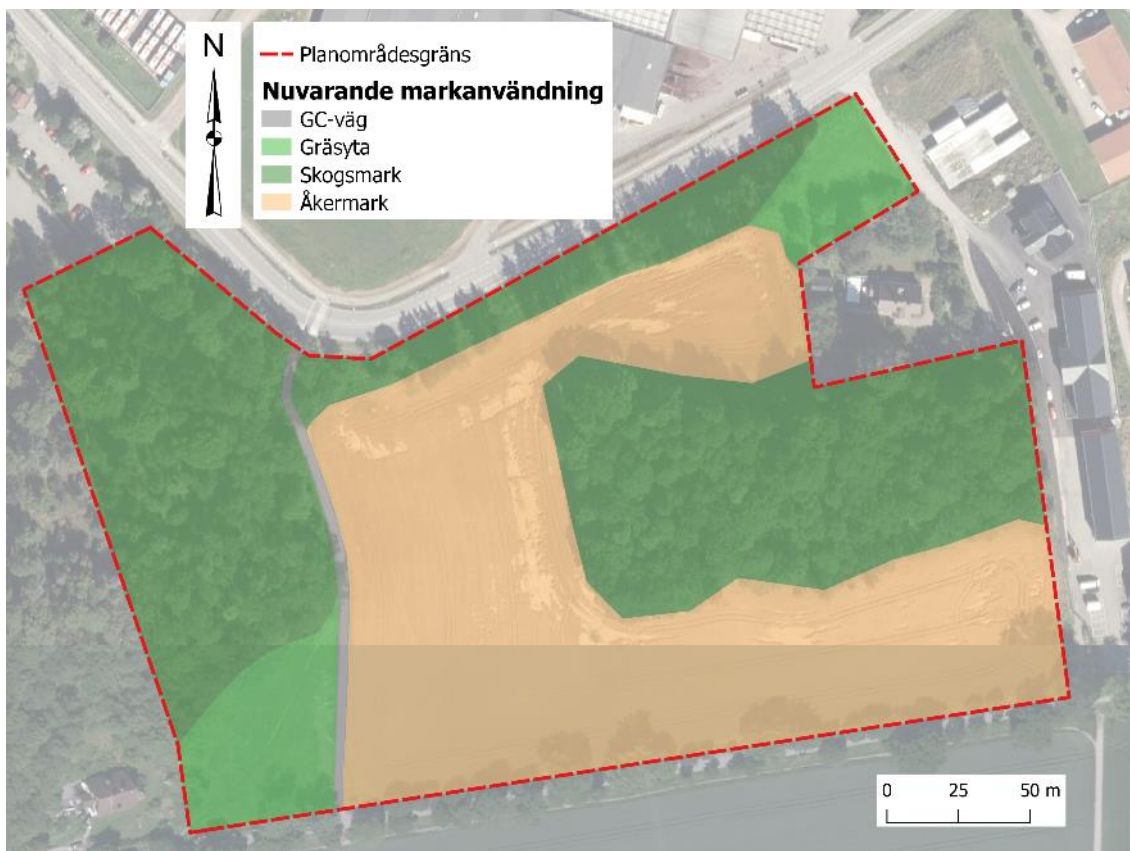 N
Planområdesgräns
Nuvarande markanvändning
GC-väg
Gräsyta
Skogsmark
Åkermark
0 25 50 m